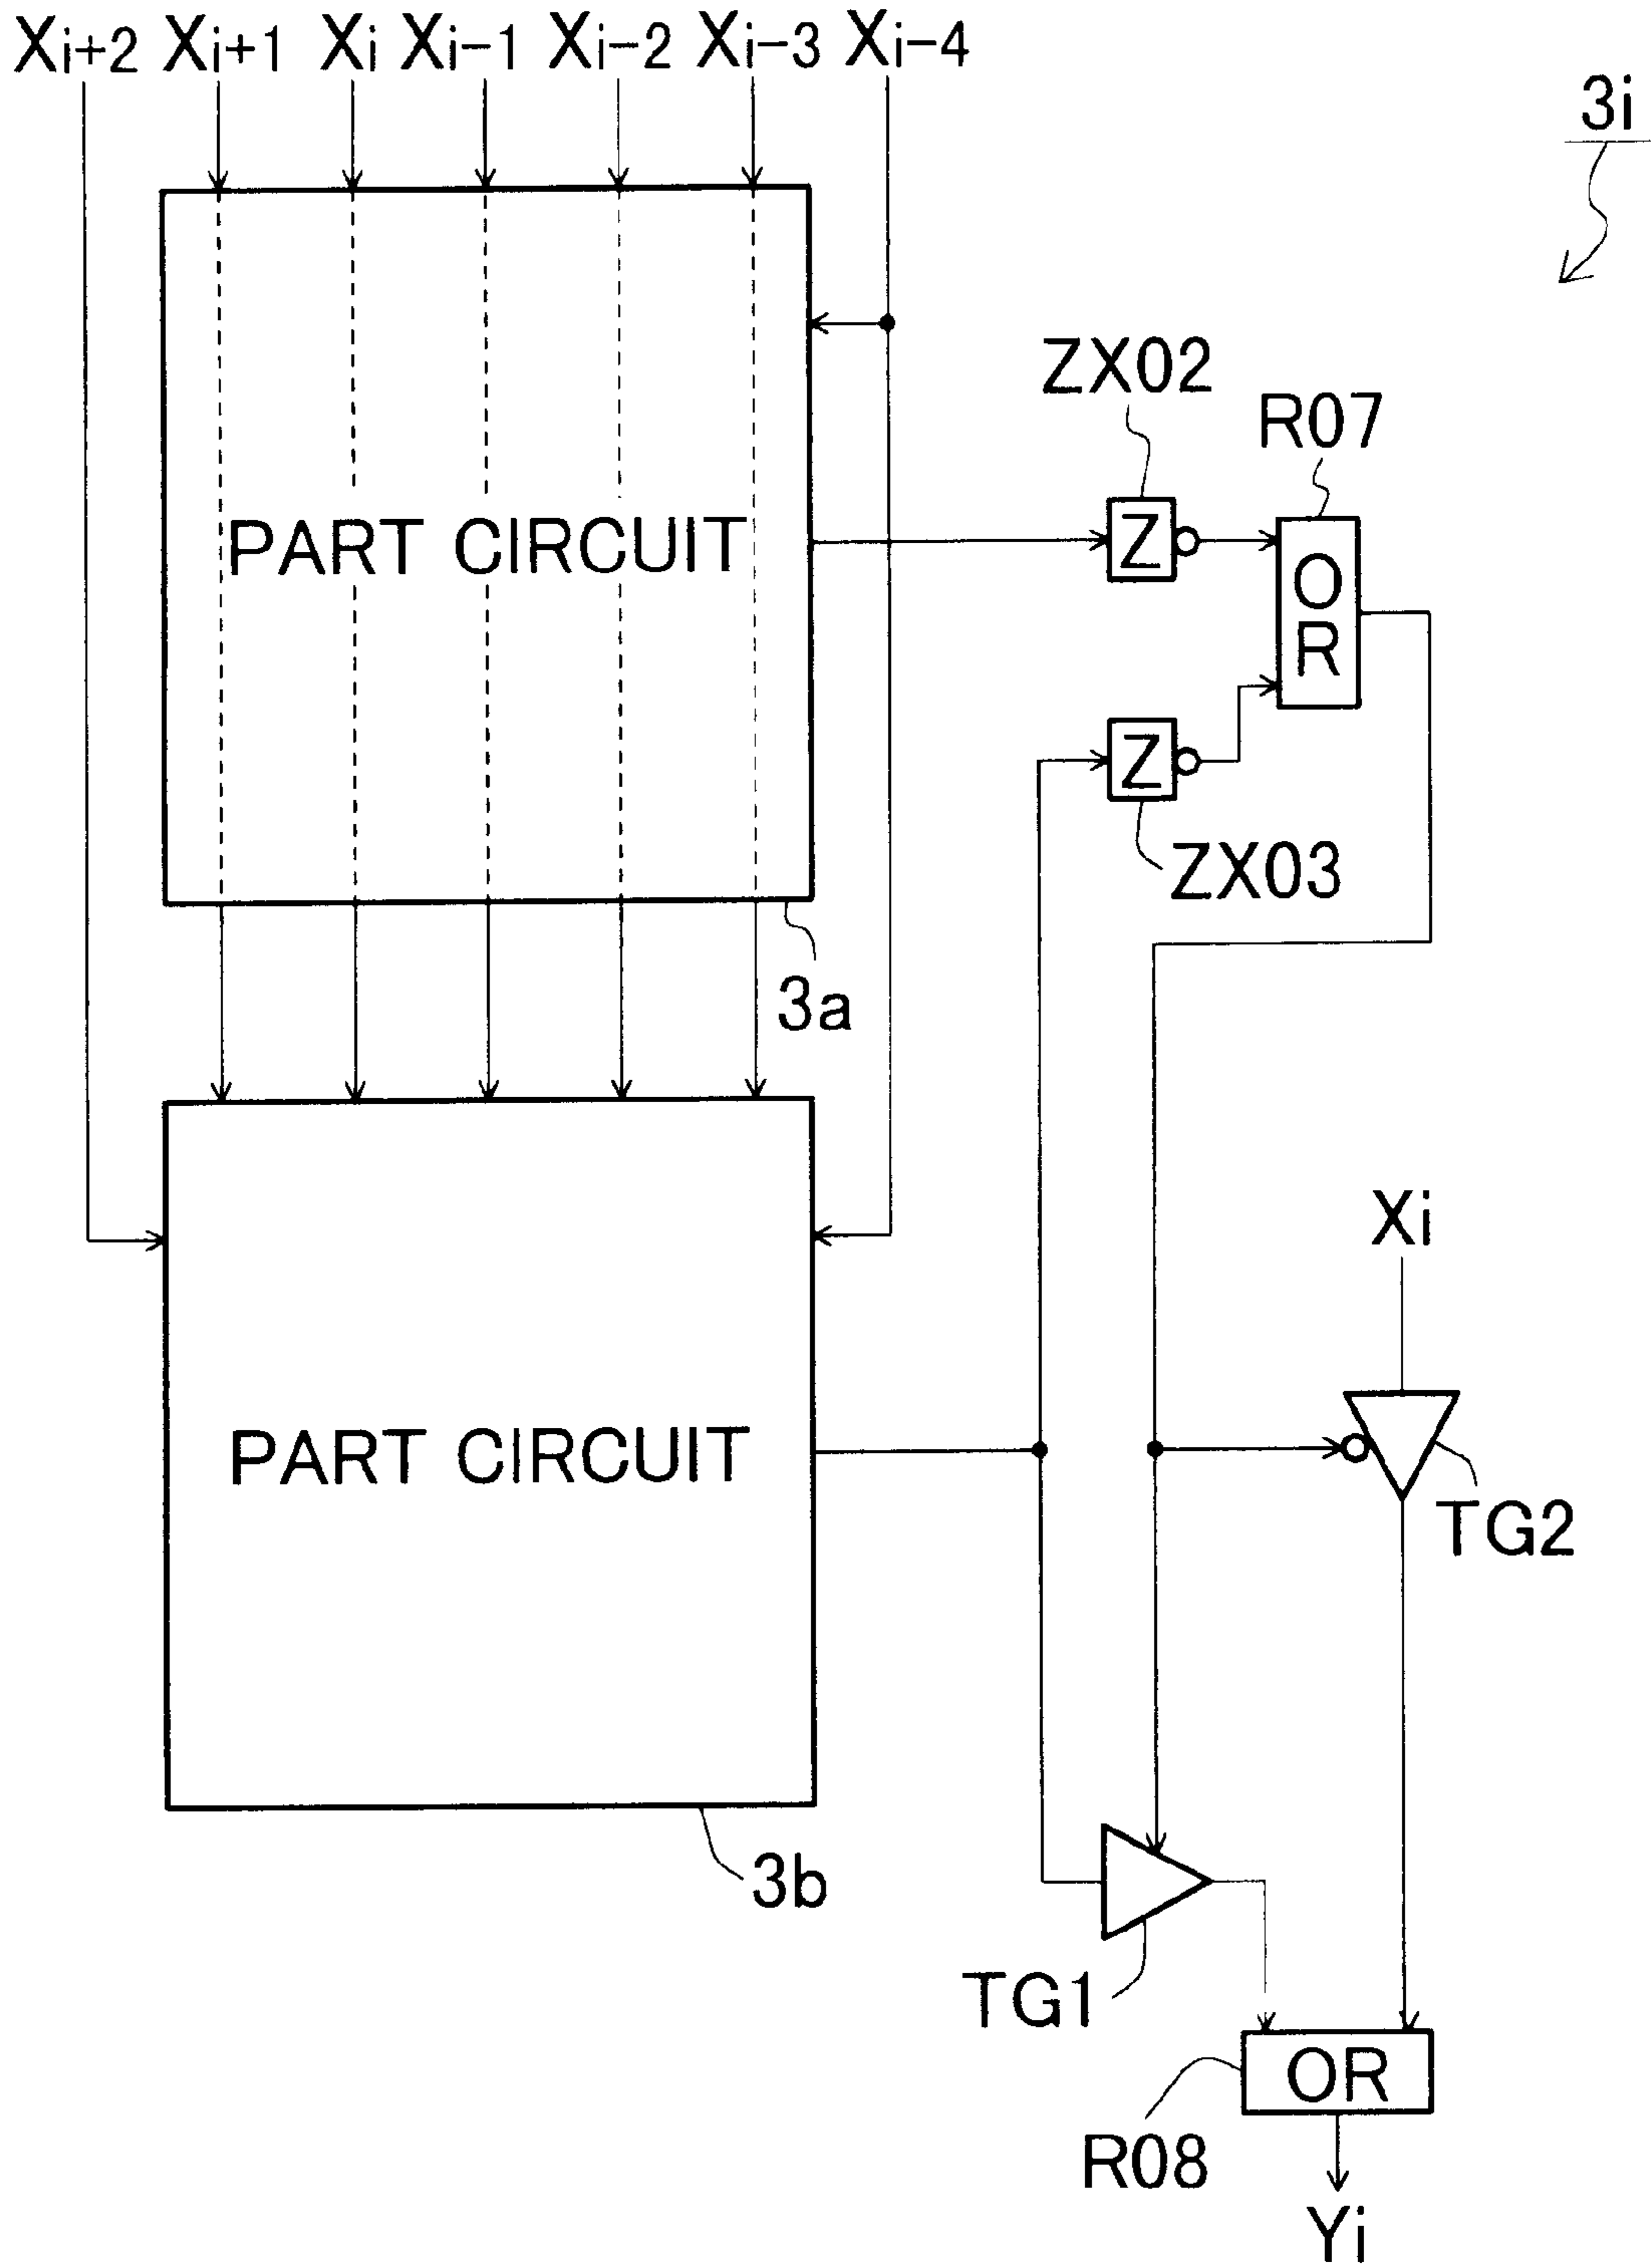 Xi+2 Xi+1 Xi Xi-1 Xi-2 Xi-3 Xi-4
3i
ZX02
R07
PART CIRCUIT
Z
OR
Z
ZX03
3a
Xi
PART CIRCUIT
TG2
3b
TG1
OR
R08
Yi